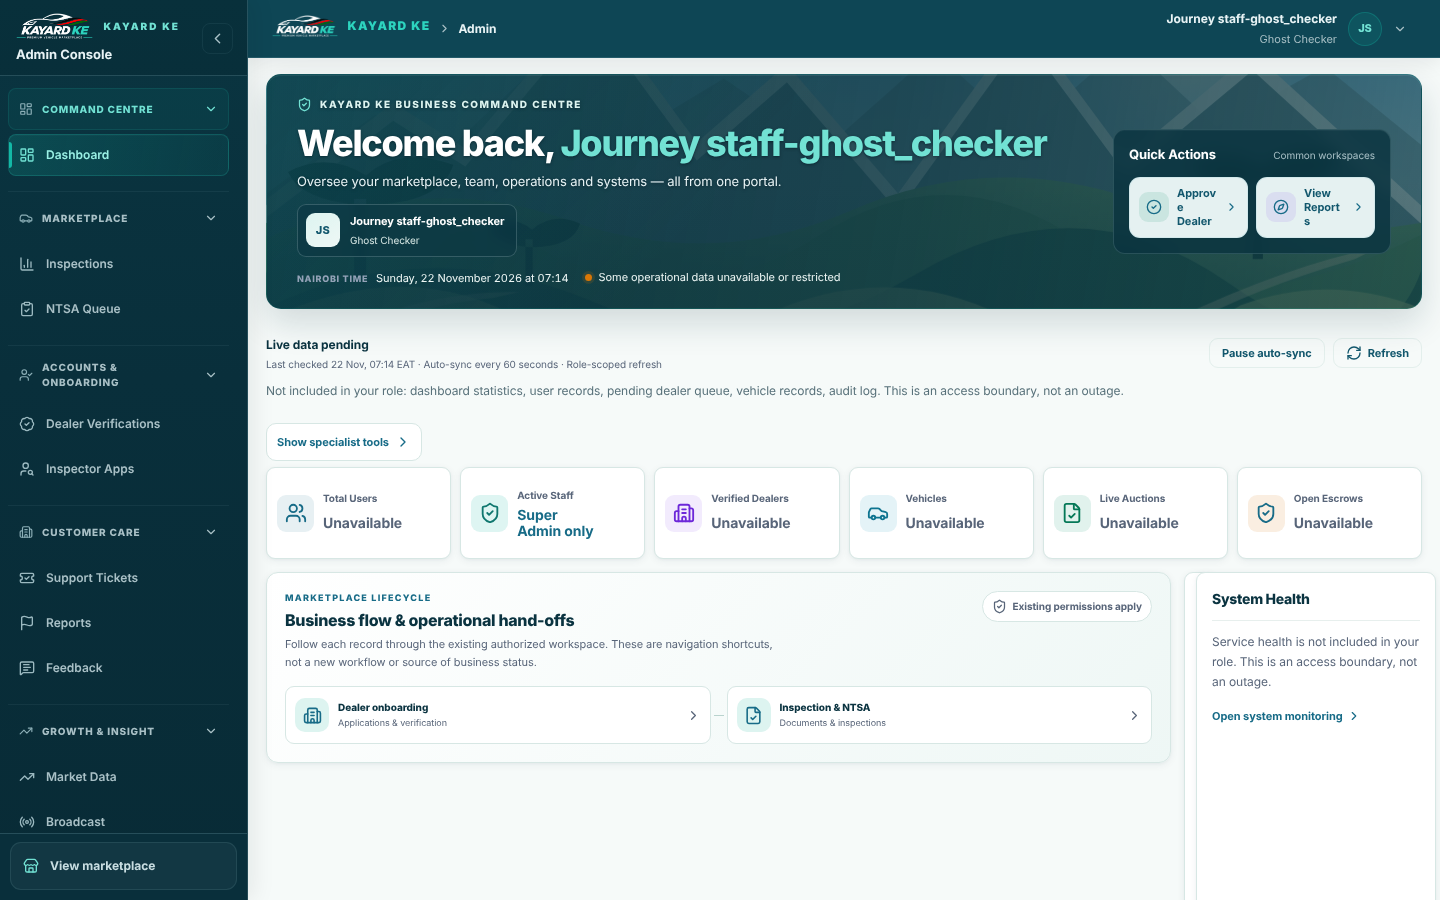 KAYARD KE
PREMIUM VEHICLE MARKETPLACE
KAYARD KE
Admin Console
COMMAND CENTRE
Dashboard
MARKETPLACE
Inspections
NTSA Queue
ACCOUNTS &
ONBOARDING
Dealer Verifications
Inspector Apps
CUSTOMER CARE
Support Tickets
Reports
Feedback
GROWTH & INSIGHT
Market Data
Broadcast
View marketplace
KAYARD KE
KAYARD KE
Admin
Journey staff-ghost_checker
Ghost Checker
JS
KAYARD KE BUSINESS COMMAND CENTRE
Welcome back, Journey staff-ghost_checker
Oversee your marketplace, team, operations and systems — all from one portal.
JS
Journey staff-ghost_checker
Ghost Checker
NAIROBI TIME Sunday, 22 November 2026 at 07:14
Some operational data unavailable or restricted
Quick Actions
Common workspaces
Approv
e
Dealer
View
Report
s
Live data pending
Last checked 22 Nov, 07:14 EAT · Auto-sync every 60 seconds · Role-scoped refresh
Pause auto-sync
Refresh
Not included in your role: dashboard statistics, user records, pending dealer queue, vehicle records, audit log. This is an access boundary, not an outage.
Show specialist tools
Total Users
Unavailable
Active Staff
Super
Admin only
Verified Dealers
Unavailable
Vehicles
Unavailable
Live Auctions
Unavailable
Open Escrows
Unavailable
MARKETPLACE LIFECYCLE
Business flow & operational hand-offs
Follow each record through the existing authorized workspace. These are navigation shortcuts,
not a new workflow or source of business status.
Existing permissions apply
Dealer onboarding
Applications & verification
Inspection & NTSA
Documents & inspections
System Health
Service health is not included in your
role. This is an access boundary, not
an outage.
Open system monitoring